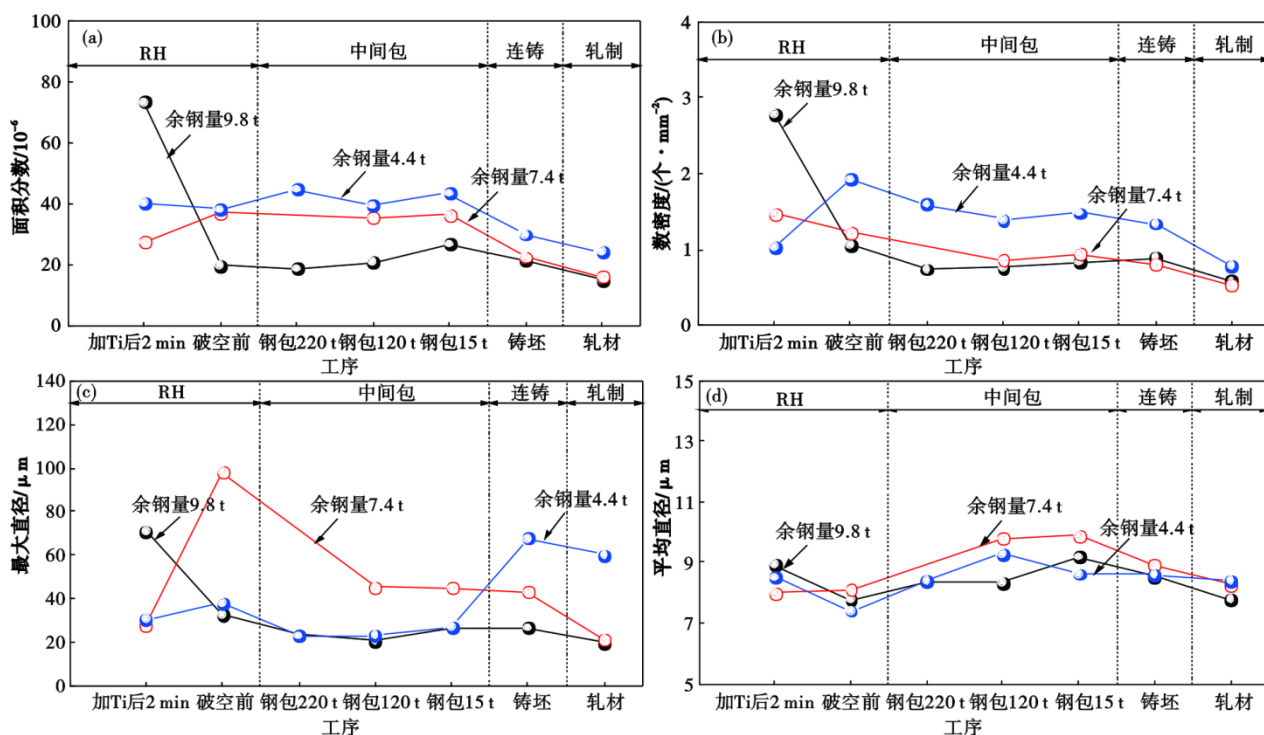 (a)
RH
中间包
连铸
轧制
余钢量9.8 t
余钢量4.4 t
余钢量7.4 t
面积分数/10⁻⁶
100
80
60
40
20
0
加Ti后2 min 破空前 钢包220 t 钢包120 t 钢包15 t 铸坯 轧材
工序
(b)
RH
中间包
连铸
轧制
余钢量9.8 t
余钢量4.4 t
余钢量7.4 t
数密度/(个·mm⁻²)
4
3
2
1
0
加Ti后2 min 破空前 钢包220 t 钢包120 t 钢包15 t 铸坯 轧材
工序
(c)
RH
中间包
连铸
轧制
余钢量9.8 t
余钢量7.4 t
余钢量4.4 t
最大直径/μm
140
120
100
80
60
40
20
0
加Ti后2 min 破空前 钢包220 t 钢包120 t 钢包15 t 铸坯 轧材
工序
(d)
RH
中间包
连铸
轧制
余钢量9.8 t
余钢量7.4 t
余钢量4.4 t
平均直径/μm
15
13
11
9
7
5
加Ti后2 min 破空前 钢包220 t 钢包120 t 钢包15 t 铸坯 轧材
工序